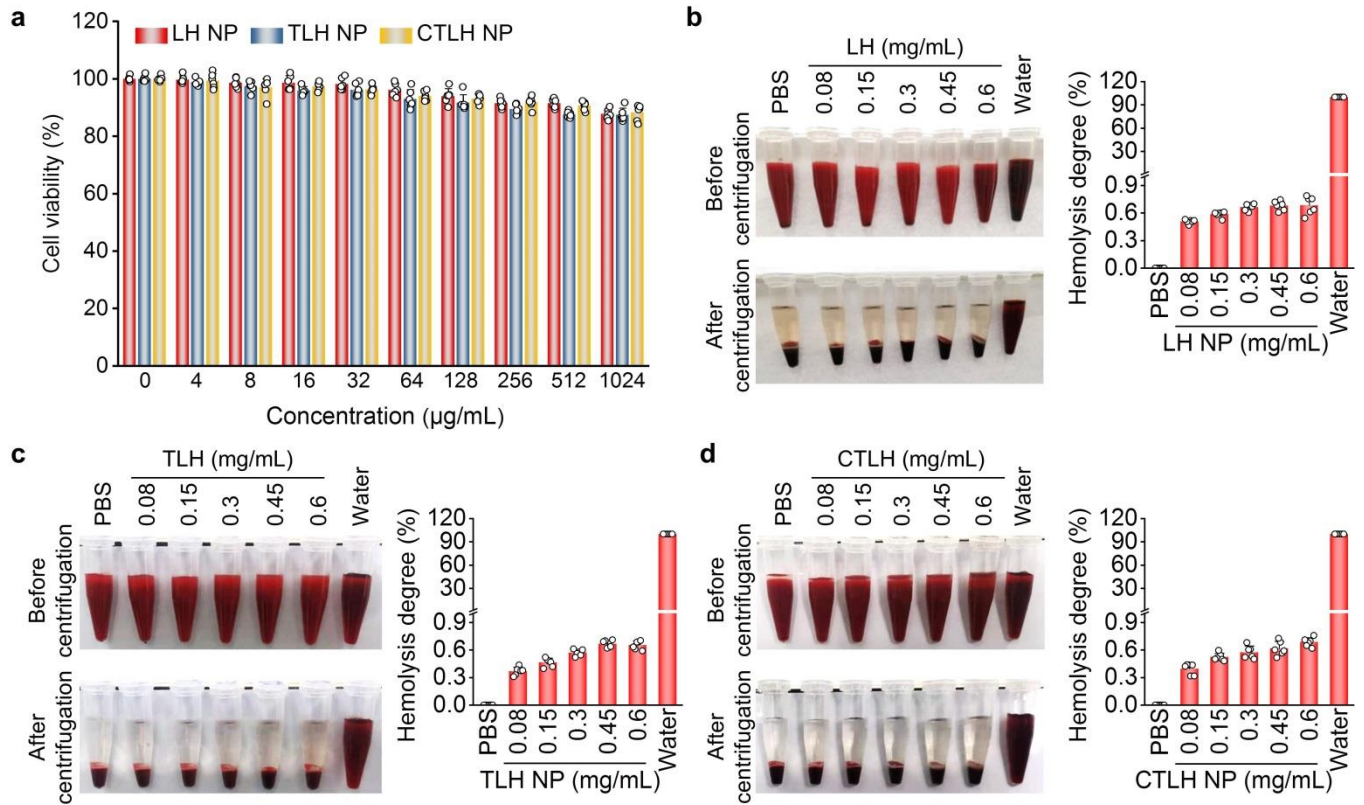 a
LH NP TLH NP CTLH NP
120
100
80
60
40
20
0
Cell viability (%)
0 4 8 16 32 64 128 256 512 1024
Concentration (µg/mL)
b
LH (mg/mL)
PBS 0.08 0.15 0.3 0.45 0.6 Water
Before
centrifugation
After
centrifugation
Hemolysis degree (%)
120
90
60
30
0.9
0.6
0.3
0.0
PBS 0.08 0.15 0.3 0.45 0.6 Water
LH NP (mg/mL)
c
TLH (mg/mL)
PBS 0.08 0.15 0.3 0.45 0.6 Water
Before
centrifugation
After
centrifugation
Hemolysis degree (%)
120
90
60
30
0.9
0.6
0.3
0.0
PBS 0.08 0.15 0.3 0.45 0.6 Water
TLH NP (mg/mL)
d
CTLH (mg/mL)
PBS 0.08 0.15 0.3 0.45 0.6 Water
Before
centrifugation
After
centrifugation
Hemolysis degree (%)
120
90
60
30
0.9
0.6
0.3
0.0
PBS 0.08 0.15 0.3 0.45 0.6 Water
CTLH NP (mg/mL)